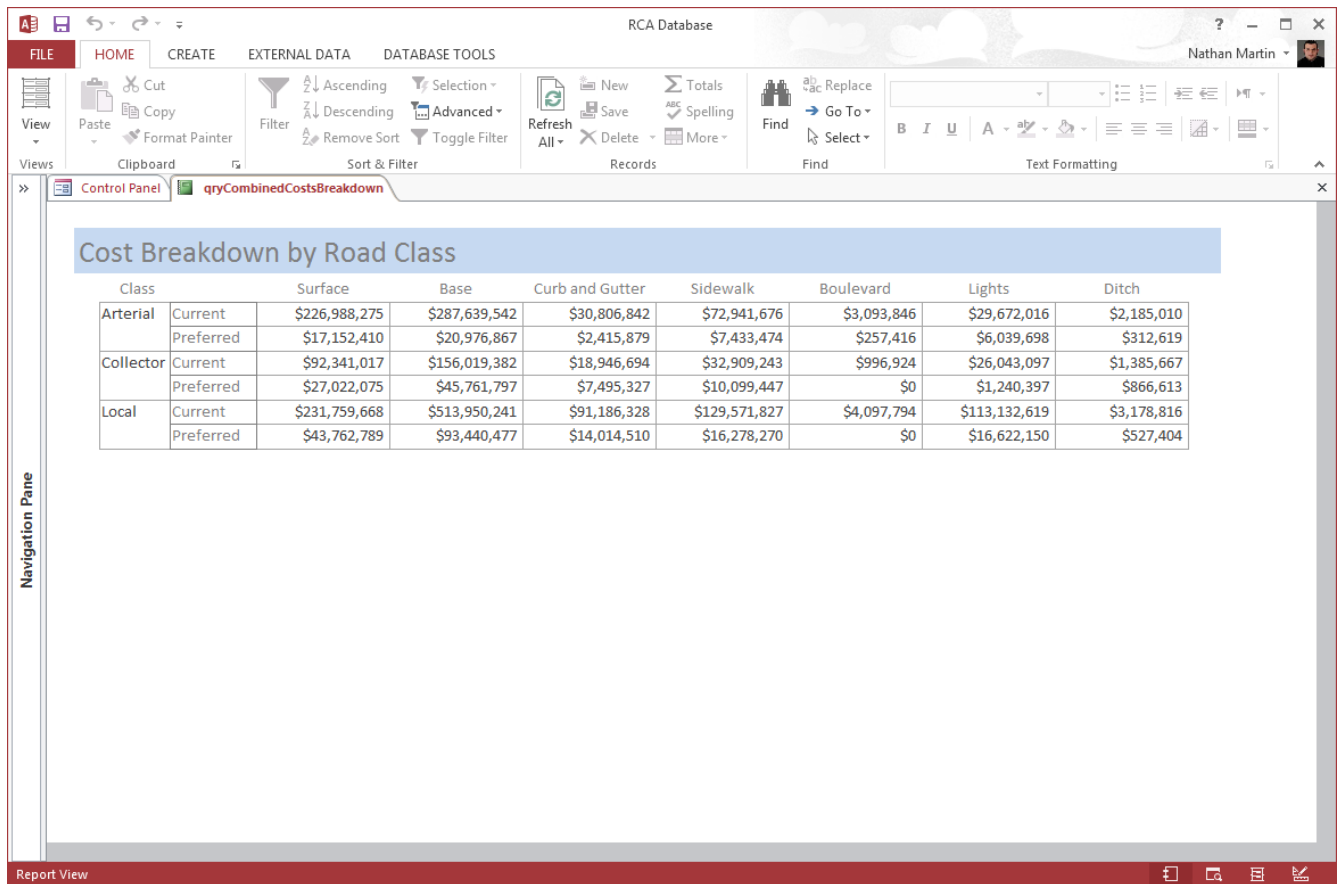 RCA Database
?
FILE HOME CREATE EXTERNAL DATA DATABASE TOOLS Nathan Martin
View
Views
Paste
Cut
Copy
Format Painter
Clipboard
Filter
Ascending
Descending
Remove Sort
Selection
Advanced
Toggle Filter
Sort & Filter
Refresh
All
New
Save
Delete
Totals
Spelling
More
Records
Find
Replace
Go To
Select
Find
B I U A
Text Formatting
Control Panel qryCombinedCostsBreakdown
Navigation Pane
Cost Breakdown by Road Class
Class Surface Base Curb and Gutter Sidewalk Boulevard Lights Ditch
Arterial Current $226,988,275 $287,639,542 $30,806,842 $72,941,676 $3,093,846 $29,672,016 $2,185,010
Preferred $17,152,410 $20,976,867 $2,415,879 $7,433,474 $257,416 $6,039,698 $312,619
Collector Current $92,341,017 $156,019,382 $18,946,694 $32,909,243 $996,924 $26,043,097 $1,385,667
Preferred $27,022,075 $45,761,797 $7,495,327 $10,099,447 $0 $1,240,397 $866,613
Local Current $231,759,668 $513,950,241 $91,186,328 $129,571,827 $4,097,794 $113,132,619 $3,178,816
Preferred $43,762,789 $93,440,477 $14,014,510 $16,278,270 $0 $16,622,150 $527,404
Report View